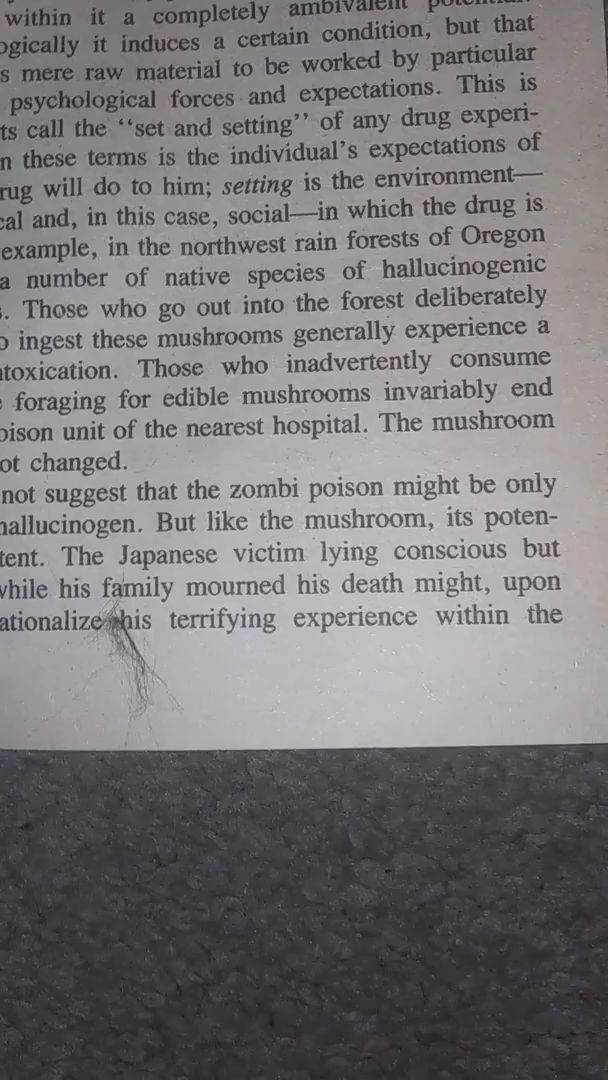 within it a completely ambivalent
ogically it induces a certain condition, but that
s mere raw material to be worked by particular
psychological forces and expectations. This is
ts call the “set and setting” of any drug experi-
n these terms is the individual’s expectations of
rug will do to him; setting is the environment—
cal and, in this case, social—in which the drug is
example, in the northwest rain forests of Oregon
a number of native species of hallucinogenic
. Those who go out into the forest deliberately
o ingest these mushrooms generally experience a
ntoxication. Those who inadvertently consume
e foraging for edible mushrooms invariably end
oison unit of the nearest hospital. The mushroom
ot changed.
not suggest that the zombi poison might be only
hallucinogen. But like the mushroom, its poten-
tent. The Japanese victim lying conscious but
while his family mourned his death might, upon
ationalize his terrifying experience within the